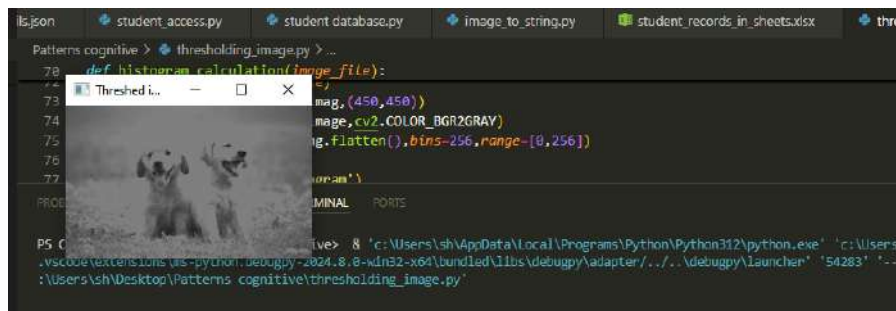 ils.json student_access.py student database.py image_to_string.py student_records_in_sheets.xlsx thre
Patterns cognitive > thresholding_image.py > ...
70 def histogram_calculation(image_file):
Threshed i...
73 mag,(450,450))
74 mage,cv2.COLOR_BGR2GRAY)
75 ng.flatten(),bins=256,range=[0,256])
76
77 gram')
PRO MINAL PORTS
PS C ive> & 'c:\Users\sh\AppData\Local\Programs\Python\Python312\python.exe' 'c:\Users
.vscode\extensions\ms-python.debugpy-2024.8.0-win32-x64\bundled\libs\debugpy\adapter/../..\debugpy\launcher' '54283' '--
:\Users\sh\Desktop\Patterns cognitive\thresholding_image.py'